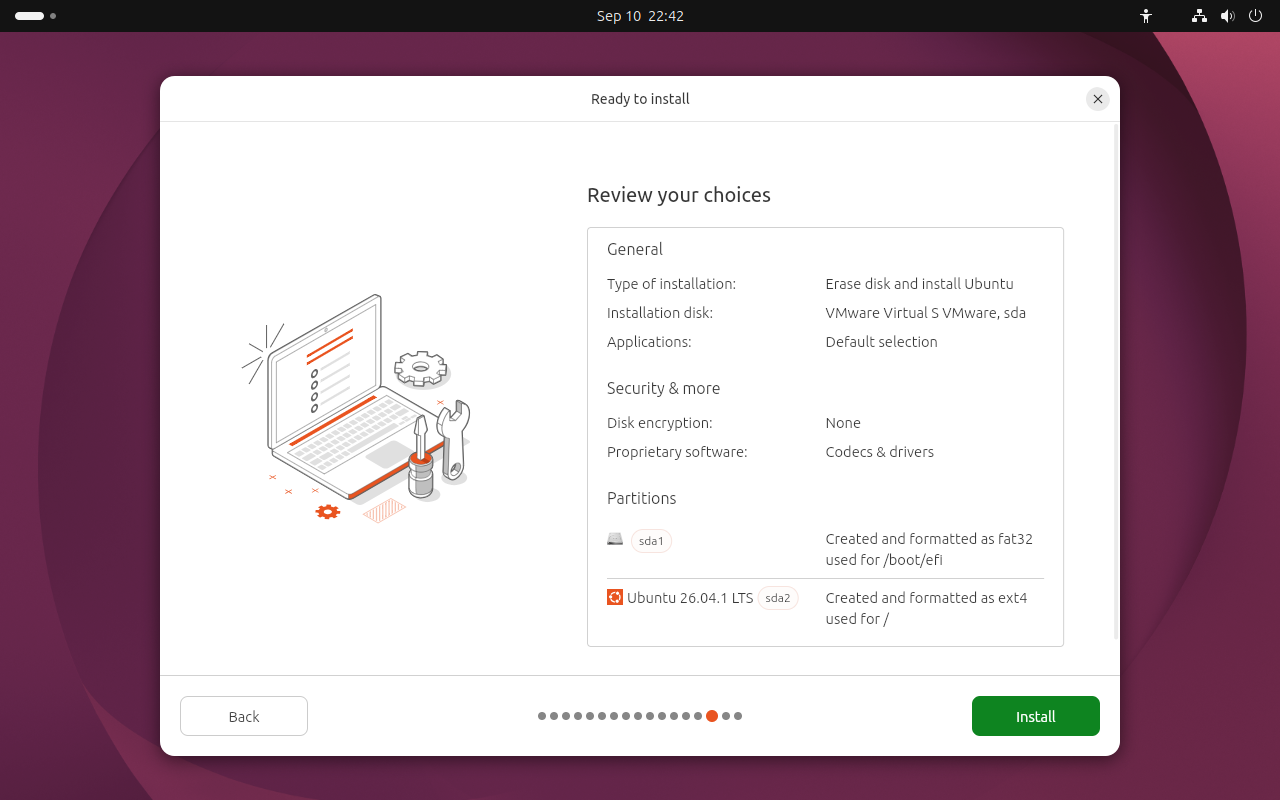 Sep 10 22:42
Ready to install
Review your choices
General
Type of installation: Erase disk and install Ubuntu
Installation disk: VMware Virtual S VMware, sda
Applications: Default selection
Security & more
Disk encryption: None
Proprietary software: Codecs & drivers
Partitions
sda1 Created and formatted as fat32
used for /boot/efi
Ubuntu 26.04.1 LTS sda2 Created and formatted as ext4
used for /
Back
Install